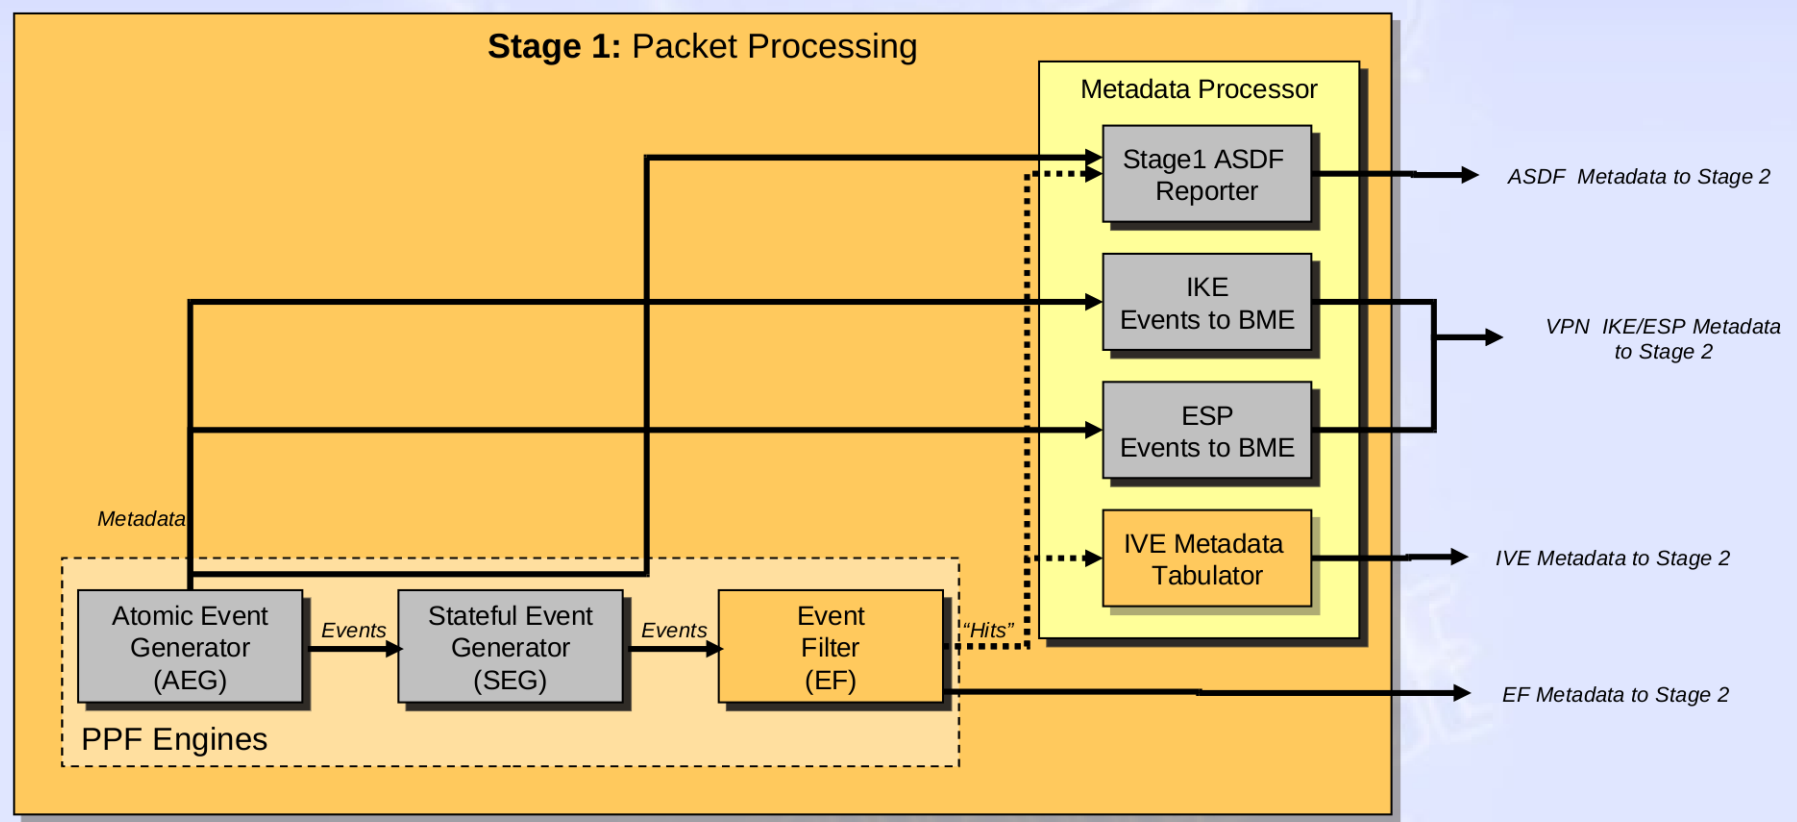 Stage 1: Packet Processing
Metadata Processor
Stage1 ASDF
Reporter
ASDF Metadata to Stage 2
IKE
Events to BME
VPN IKE/ESP Metadata
to Stage 2
ESP
Events to BME
Metadata
IVE Metadata
Tabulator
IVE Metadata to Stage 2
Atomic Event
Generator
(AEG)
Events
Stateful Event
Generator
(SEG)
Events
Event
Filter
(EF)
“Hits”
EF Metadata to Stage 2
PPF Engines